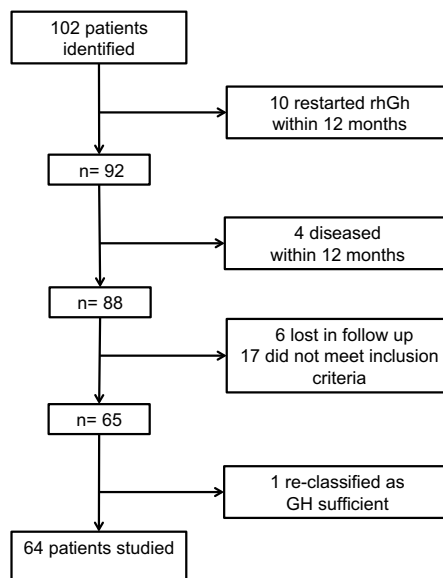 102 patients
identified
10 restarted rhGh
within 12 months
n= 92
4 diseased
within 12 months
n= 88
6 lost in follow up
17 did not meet inclusion
criteria
n= 65
1 re-classified as
GH sufficient
64 patients studied